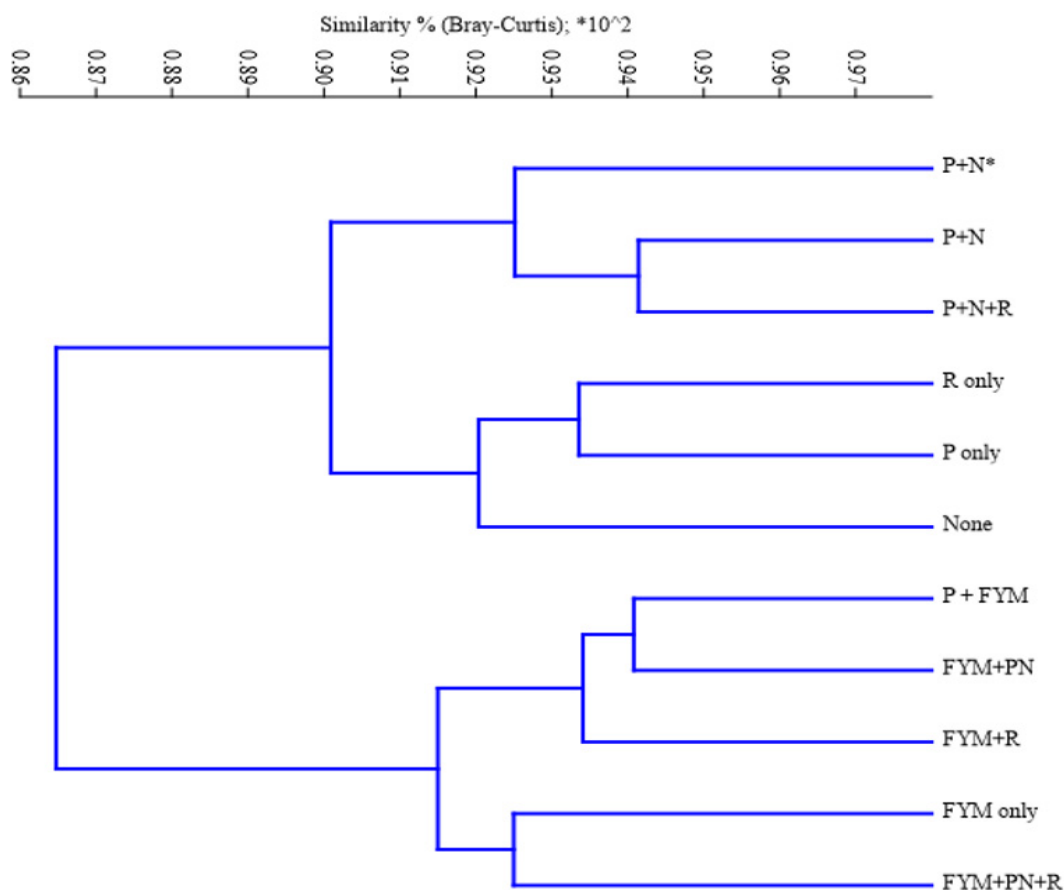 Similarity % (Bray-Curtis); *10^2
0.86
0.87
0.88
0.89
0.90
0.91
0.92
0.93
0.94
0.95
0.96
0.97
P+N*
P+N
P+N+R
R only
P only
None
P + FYM
FYM+PN
FYM+R
FYM only
FYM+PN+R